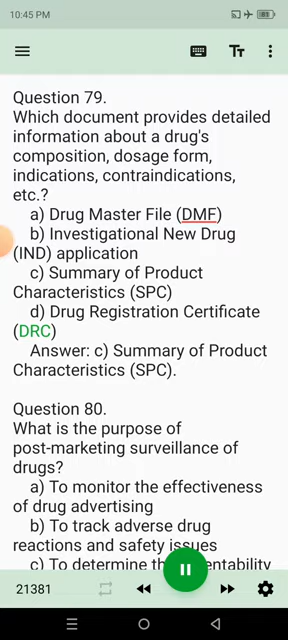 10:45 PM
Question 79.
Which document provides detailed
information about a drug's
composition, dosage form,
indications, contraindications,
etc.?
a) Drug Master File (DMF)
b) Investigational New Drug
(IND) application
c) Summary of Product
Characteristics (SPC)
d) Drug Registration Certificate
(DRC)
Answer: c) Summary of Product
Characteristics (SPC).
Question 80.
What is the purpose of
post-marketing surveillance of
drugs?
a) To monitor the effectiveness
of drug advertising
b) To track adverse drug
reactions and safety issues
c) To determine
21381